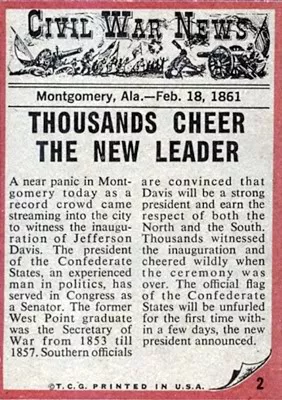 CIVIL WAR NEWS
Montgomery, Ala.—Feb. 18, 1861
THOUSANDS CHEER
THE NEW LEADER
A near panic in Mont-
gomery today as a
record crowd came
streaming into the city
to witness the inaugu-
ration of Jefferson
Davis. The president
of the Confederate
States, an experienced
man in politics, has
served in Congress as
a Senator. The former
West Point graduate
was the Secretary of
War from 1853 till
1857. Southern officials
are convinced that
Davis will be a strong
president and earn the
respect of both the
North and the South.
Thousands witnessed
the inauguration and
cheered wildly when
the ceremony was
over. The official flag
of the Confederate
States will be unfurled
for the first time with-
in a few days, the new
president announced.
©T.C.G. PRINTED IN U.S.A.
2